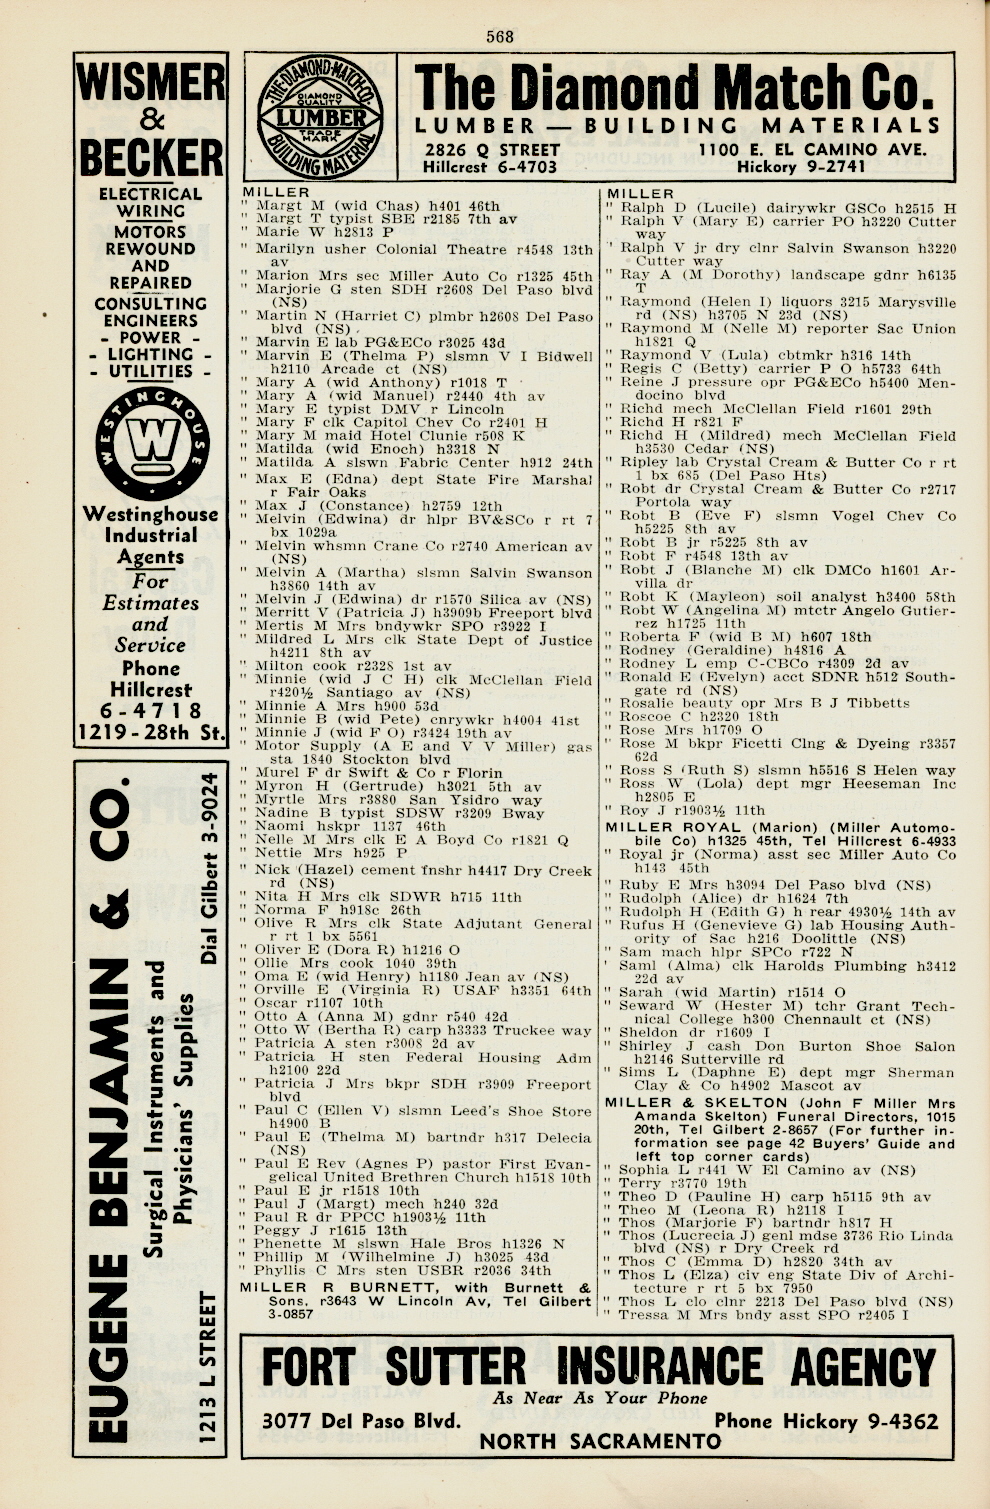 568
WISMER
&
BECKER
ELECTRICAL
WIRING
MOTORS
REWOUND
AND
REPAIRED
CONSULTING
ENGINEERS
- POWER -
- LIGHTING -
- UTILITIES -
WESTINGHOUSE
W
Westinghouse
Industrial
Agents
For
Estimates
and
Service
Phone
Hillcrest
6-4718
1219-28th St.
EUGENE BENJAMIN & CO.
Surgical Instruments and
Physicians' Supplies
1213 L STREET
Dial Gilbert 3-9024
THE-DIAMOND-MATCH-CO.
DIAMOND
QUALITY
LUMBER
TRADE
MARK
BUILDING MATERIAL
The Diamond Match Co.
LUMBER — BUILDING MATERIALS
2826 Q STREET
Hillcrest 6-4703
1100 E. EL CAMINO AVE.
Hickory 9-2741
MILLER
" Margt M (wid Chas) h401 46th
" Margt T typist SBE r2185 7th av
" Marie W h2813 P
" Marilyn usher Colonial Theatre r4548 13th
av
" Marion Mrs sec Miller Auto Co r1325 45th
" Marjorie G sten SDH r2608 Del Paso blvd
(NS)
" Martin N (Harriet C) plmbr h2608 Del Paso
blvd (NS)
" Marvin E lab PG&ECo r3025 43d
" Marvin E (Thelma P) slsmn V I Bidwell
h2110 Arcade ct (NS)
" Mary A (wid Anthony) r1018 T
" Mary A (wid Manuel) r2440 4th av
" Mary E typist DMV r Lincoln
" Mary F clk Capitol Chev Co r2401 H
" Mary M maid Hotel Clunie r508 K
" Matilda (wid Enoch) h3318 N
" Matilda A slswn Fabric Center h912 24th
" Max E (Edna) dept State Fire Marshal
r Fair Oaks
" Max J (Constance) h2759 12th
" Melvin (Edwina) dr hlpr BV&SCo r rt 7
bx 1029a
" Melvin whsmn Crane Co r2740 American av
(NS)
" Melvin A (Martha) slsmn Salvin Swanson
h3860 14th av
" Melvin J (Edwina) dr r1570 Silica av (NS)
" Merritt V (Patricia J) h3909b Freeport blvd
" Mertis M Mrs bndywkr SPO r3922 I
" Mildred L Mrs clk State Dept of Justice
h4211 8th av
" Milton cook r2328 1st av
" Minnie (wid J C H) clk McClellan Field
r420½ Santiago av (NS)
" Minnie A Mrs h900 53d
" Minnie B (wid Pete) cnrywkr h4004 41st
" Minnie J (wid F O) r3424 19th av
" Motor Supply (A E and V V Miller) gas
sta 1840 Stockton blvd
" Murel F dr Swift & Co r Florin
" Myron H (Gertrude) h3021 5th av
" Myrtle Mrs r3880 San Ysidro way
" Nadine B typist SDSW r3209 Bway
" Naomi hskpr 1137 46th
" Nelle M Mrs clk E A Boyd Co r1821 Q
" Nettie Mrs h925 P
" Nick (Hazel) cement fnshr h4417 Dry Creek
rd (NS)
" Nita H Mrs clk SDWR h715 11th
" Norma F h918c 26th
" Olive R Mrs clk State Adjutant General
r rt 1 bx 5561
" Oliver E (Dora R) h1216 O
" Ollie Mrs cook 1040 39th
" Oma E (wid Henry) h1180 Jean av (NS)
" Orville E (Virginia R) USAF h3351 64th
" Oscar r1107 10th
" Otto A (Anna M) gdnr r540 42d
" Otto W (Bertha R) carp h3333 Truckee way
" Patricia A sten r3008 2d av
" Patricia H sten Federal Housing Adm
h2100 22d
" Patricia J Mrs bkpr SDH r3909 Freeport
blvd
" Paul C (Ellen V) slsmn Leed's Shoe Store
h4900 B
" Paul E (Thelma M) bartndr h317 Delecia
(NS)
" Paul E Rev (Agnes P) pastor First Evan-
gelical United Brethren Church h1518 10th
" Paul E jr r1518 10th
" Paul J (Margt) mech h240 32d
" Paul R dr PPCC h1903½ 11th
" Peggy J r1615 13th
" Phenette M slswn Hale Bros h1326 N
" Phillip M (Wilhelmine J) h3025 43d
" Phyllis C Mrs sten USBR r2036 34th
MILLER R BURNETT, with Burnett &
Sons, r3643 W Lincoln Av, Tel Gilbert
3-0857
MILLER
" Ralph D (Lucile) dairywkr GSCo h2515 H
" Ralph V (Mary E) carrier PO h3220 Cutter
way
' Ralph V jr dry clnr Salvin Swanson h3220
Cutter way
" Ray A (M Dorothy) landscape gdnr h6135
T
" Raymond (Helen I) liquors 3215 Marysville
rd (NS) h3705 N 23d (NS)
" Raymond M (Nelle M) reporter Sac Union
h1821 Q
" Raymond V (Lula) cbtmkr h316 14th
" Regis C (Betty) carrier P O h5733 64th
" Reine J pressure opr PG&ECo h5400 Men-
docino blvd
" Richd mech McClellan Field r1601 29th
" Richd H r821 F
" Richd H (Mildred) mech McClellan Field
h3530 Cedar (NS)
" Ripley lab Crystal Cream & Butter Co r rt
1 bx 685 (Del Paso Hts)
" Robt dr Crystal Cream & Butter Co r2717
Portola way
" Robt B (Eve F) slsmn Vogel Chev Co
h5225 8th av
" Robt B jr r5225 8th av
" Robt F r4548 13th av
" Robt J (Blanche M) clk DMCo h1601 Ar-
villa dr
" Robt K (Mayleon) soil analyst h3400 58th
" Robt W (Angelina M) mtctr Angelo Gutier-
rez h1725 11th
" Roberta F (wid B M) h607 18th
" Rodney (Geraldine) h4816 A
" Rodney L emp C-CBCo r4309 2d av
" Ronald E (Evelyn) acct SDNR h512 South-
gate rd (NS)
" Rosalie beauty opr Mrs B J Tibbetts
" Roscoe C h2320 18th
" Rose Mrs h1709 O
" Rose M bkpr Ficetti Clng & Dyeing r3357
62d
" Ross S (Ruth S) slsmn h5516 S Helen way
" Ross W (Lola) dept mgr Heeseman Inc
h2805 E
" Roy J r1903½ 11th
MILLER ROYAL (Marion) (Miller Automo-
bile Co) h1325 45th, Tel Hillcrest 6-4933
" Royal jr (Norma) asst sec Miller Auto Co
h143 45th
" Ruby E Mrs h3094 Del Paso blvd (NS)
" Rudolph (Alice) dr h1624 7th
" Rudolph H (Edith G) h rear 4930½ 14th av
" Rufus H (Genevieve G) lab Housing Auth-
ority of Sac h216 Doolittle (NS)
Sam mach hlpr SPCo r722 N
' Saml (Alma) clk Harolds Plumbing h3412
22d av
" Sarah (wid Martin) r1514 O
Seward W (Hester M) tchr Grant Tech-
nical College h300 Chennault ct (NS)
" Sheldon dr r1609 I
" Shirley J cash Don Burton Shoe Salon
h2146 Sutterville rd
" Sims L (Daphne E) dept mgr Sherman
Clay & Co h4902 Mascot av
MILLER & SKELTON (John F Miller Mrs
Amanda Skelton) Funeral Directors, 1015
20th, Tel Gilbert 2-8657 (For further in-
formation see page 42 Buyers' Guide and
left top corner cards)
" Sophia L r441 W El Camino av (NS)
" Terry r3770 19th
" Theo D (Pauline H) carp h5115 9th av
" Theo M (Leona R) h2118 I
" Thos (Marjorie F) bartndr h817 H
" Thos (Lucrecia J) genl mdse 3736 Rio Linda
blvd (NS) r Dry Creek rd
" Thos C (Emma D) h2820 34th av
" Thos L (Elza) civ eng State Div of Archi-
tecture r rt 5 bx 7950
" Thos L clo clnr 2213 Del Paso blvd (NS)
" Tressa M Mrs bndy asst SPO r2405 I
FORT SUTTER INSURANCE AGENCY
As Near As Your Phone
3077 Del Paso Blvd.
Phone Hickory 9-4362
NORTH SACRAMENTO